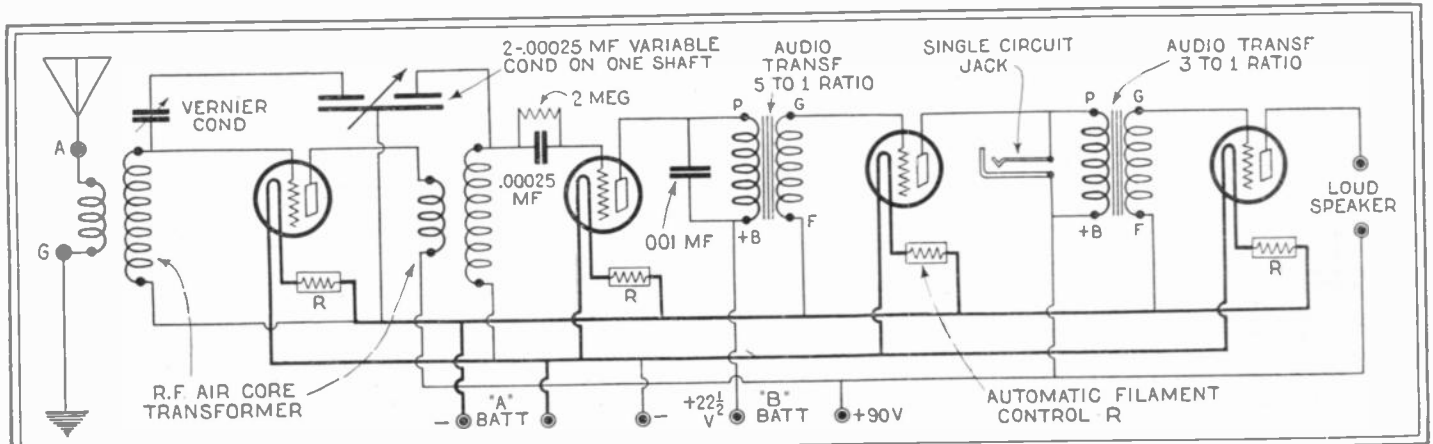 2-.00025 MF VARIABLE
COND ON ONE SHAFT
AUDIO
TRANSF
5 TO 1 RATIO
SINGLE CIRCUIT
JACK
AUDIO TRANSF
3 TO 1 RATIO
VERNIER
COND
2 MEG
P
G
P
G
A
.00025
MF
001 MF
+B
F
+B
F
LOUD
SPEAKER
G
R
R
R
R.F. AIR CORE
TRANSFORMER
"A"
BATT
-
-
+22½
V
"B"
BATT
+90V
AUTOMATIC FILAMENT
CONTROL R